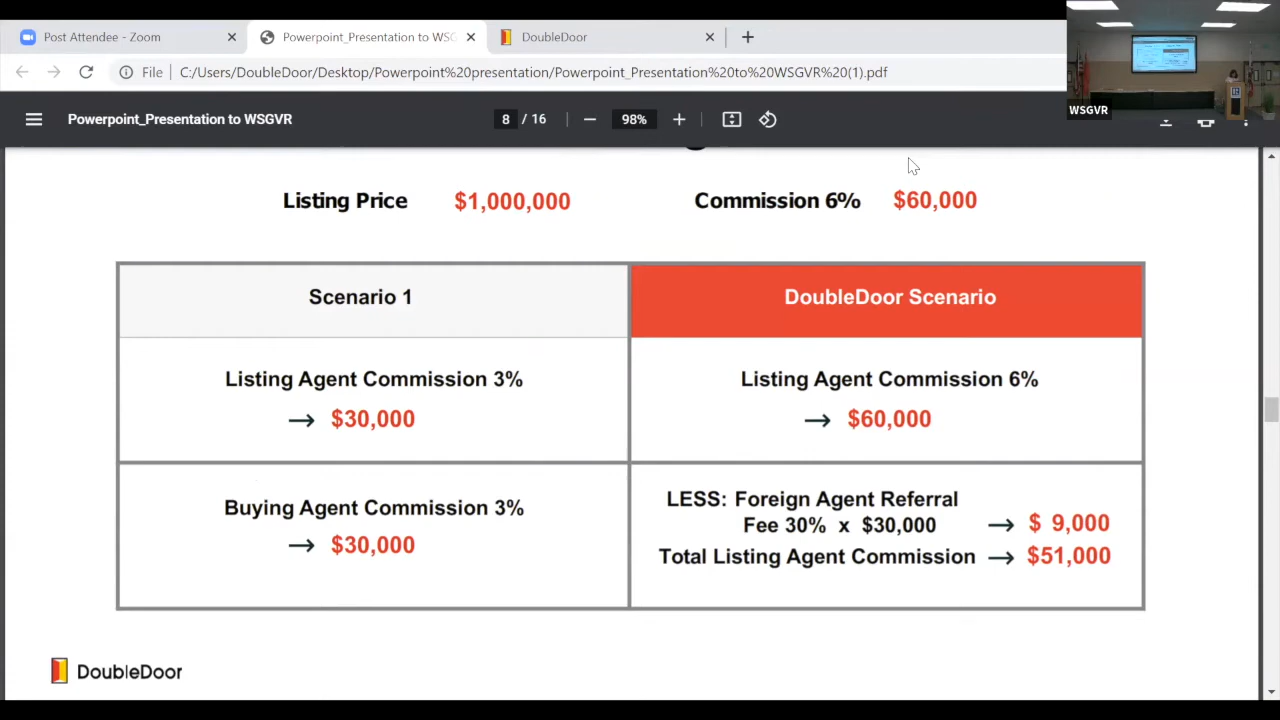 Post Attendee - Zoom
Powerpoint_Presentation to WSG
DoubleDoor
File
C:/Users/DoubleDoor/Desktop/Powerpoint%20Presentation/Powerpoint_Presentation%20to%20WSGVR%20(1).pdf
WSGVR
Powerpoint_Presentation to WSGVR
8 / 16
98%
Listing Price $1,000,000 Commission 6% $60,000
Scenario 1
DoubleDoor Scenario
Listing Agent Commission 3%
→ $30,000
Listing Agent Commission 6%
→ $60,000
Buying Agent Commission 3%
→ $30,000
LESS: Foreign Agent Referral
Fee 30% x $30,000 → $ 9,000
Total Listing Agent Commission → $51,000
DoubleDoor